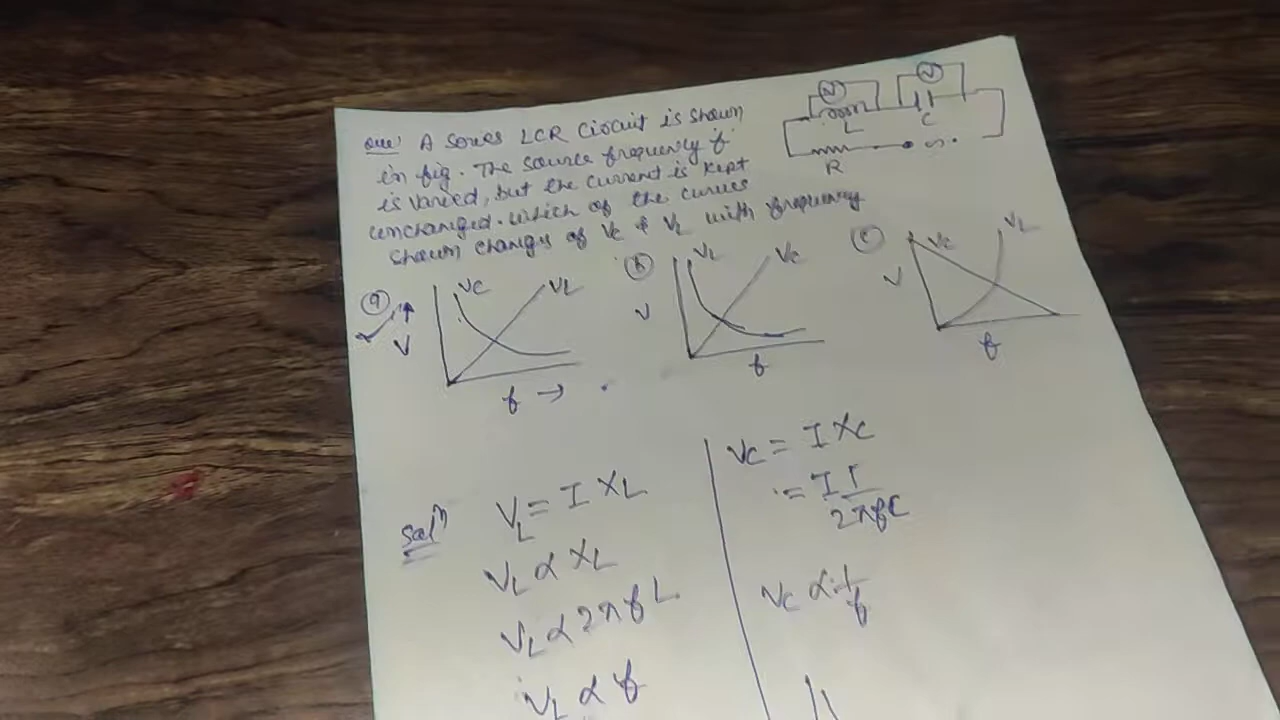 Que' A series LCR circuit is shown
in fig. The source frequency f
is varied, but the current is kept
unchanged. which of the curves
shown changes of Vc & VL with frequency
V
V
L
C
R
(a)
V
VC
VL
f →
(b)
V
VL
VC
f
(c)
V
VC
VL
f
Solⁿ
VL = I XL
VL ∝ XL
VL ∝ 2πfL
VL ∝ f
VC = I XC
= I 1/2πfC
VC ∝ 1/f